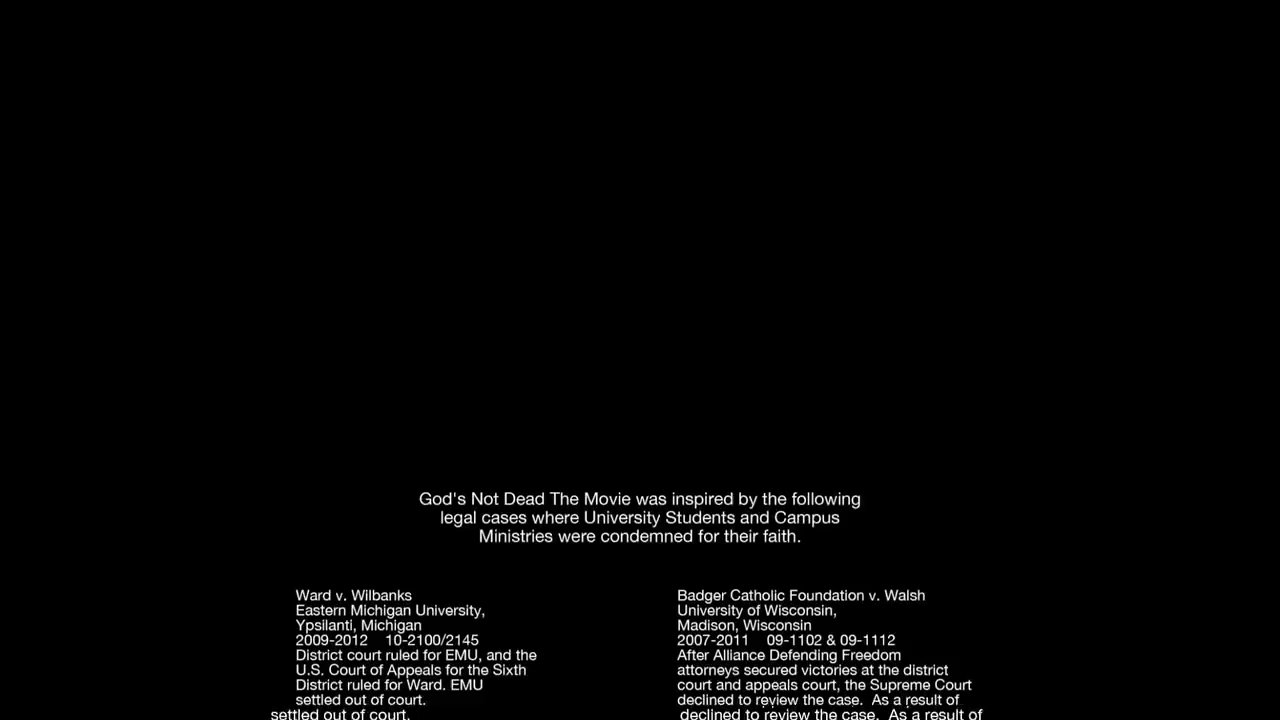 God's Not Dead The Movie was inspired by the following
legal cases where University Students and Campus
Ministries were condemned for their faith.
Ward v. Wilbanks
Eastern Michigan University,
Ypsilanti, Michigan
2009-2012 10-2100/2145
District court ruled for EMU, and the
U.S. Court of Appeals for the Sixth
District ruled for Ward. EMU
settled out of court.
settled out of court.
Badger Catholic Foundation v. Walsh
University of Wisconsin,
Madison, Wisconsin
2007-2011 09-1102 & 09-1112
After Alliance Defending Freedom
attorneys secured victories at the district
court and appeals court, the Supreme Court
declined to review the case. As a result of
declined to review the case. As a result of